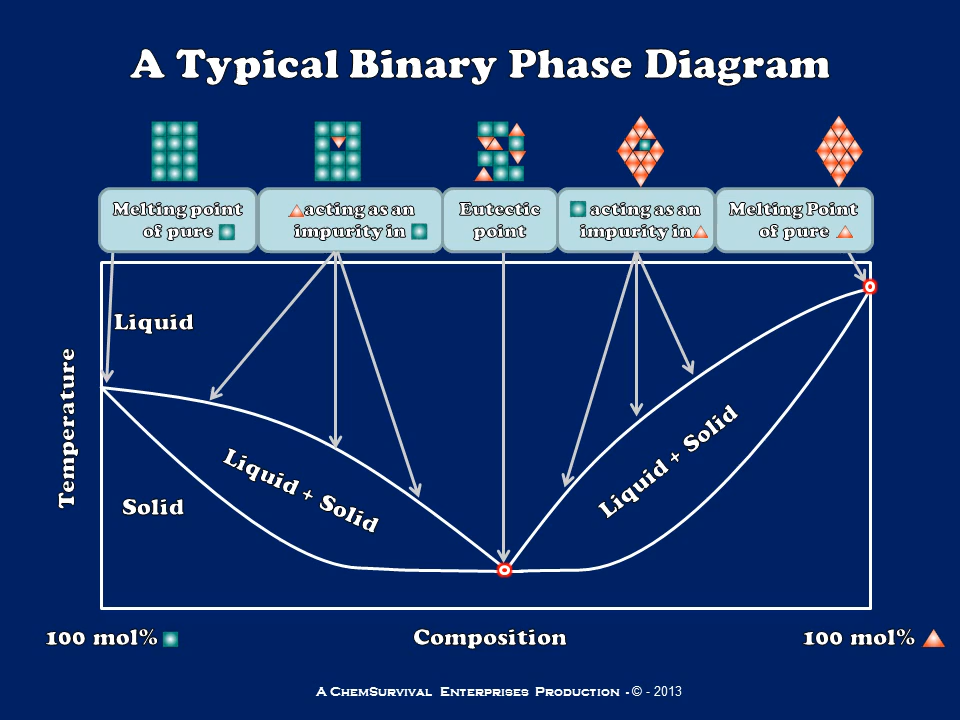 A Typical Binary Phase Diagram
Melting point
of pure
acting as an
impurity in
Eutectic
point
acting as an
impurity in
Melting Point
of pure
Liquid
Temperature
Liquid + Solid
Liquid + Solid
Solid
100 mol%
Composition
100 mol%
A ChemSurvival Enterprises Production - © - 2013